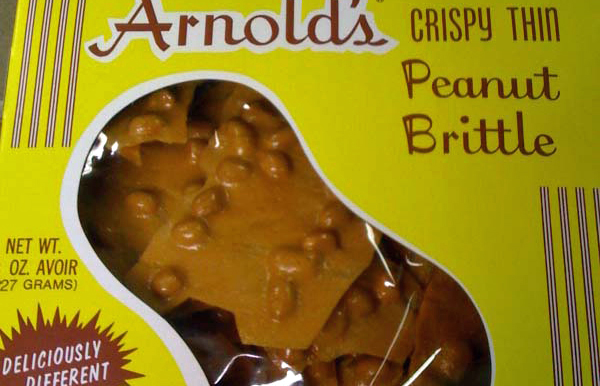 Arnold's®
CRISPY THIN
Peanut
Brittle
NET WT.
OZ. AVOIR
27 GRAMS)
DELICIOUSLY
DIFFERENT